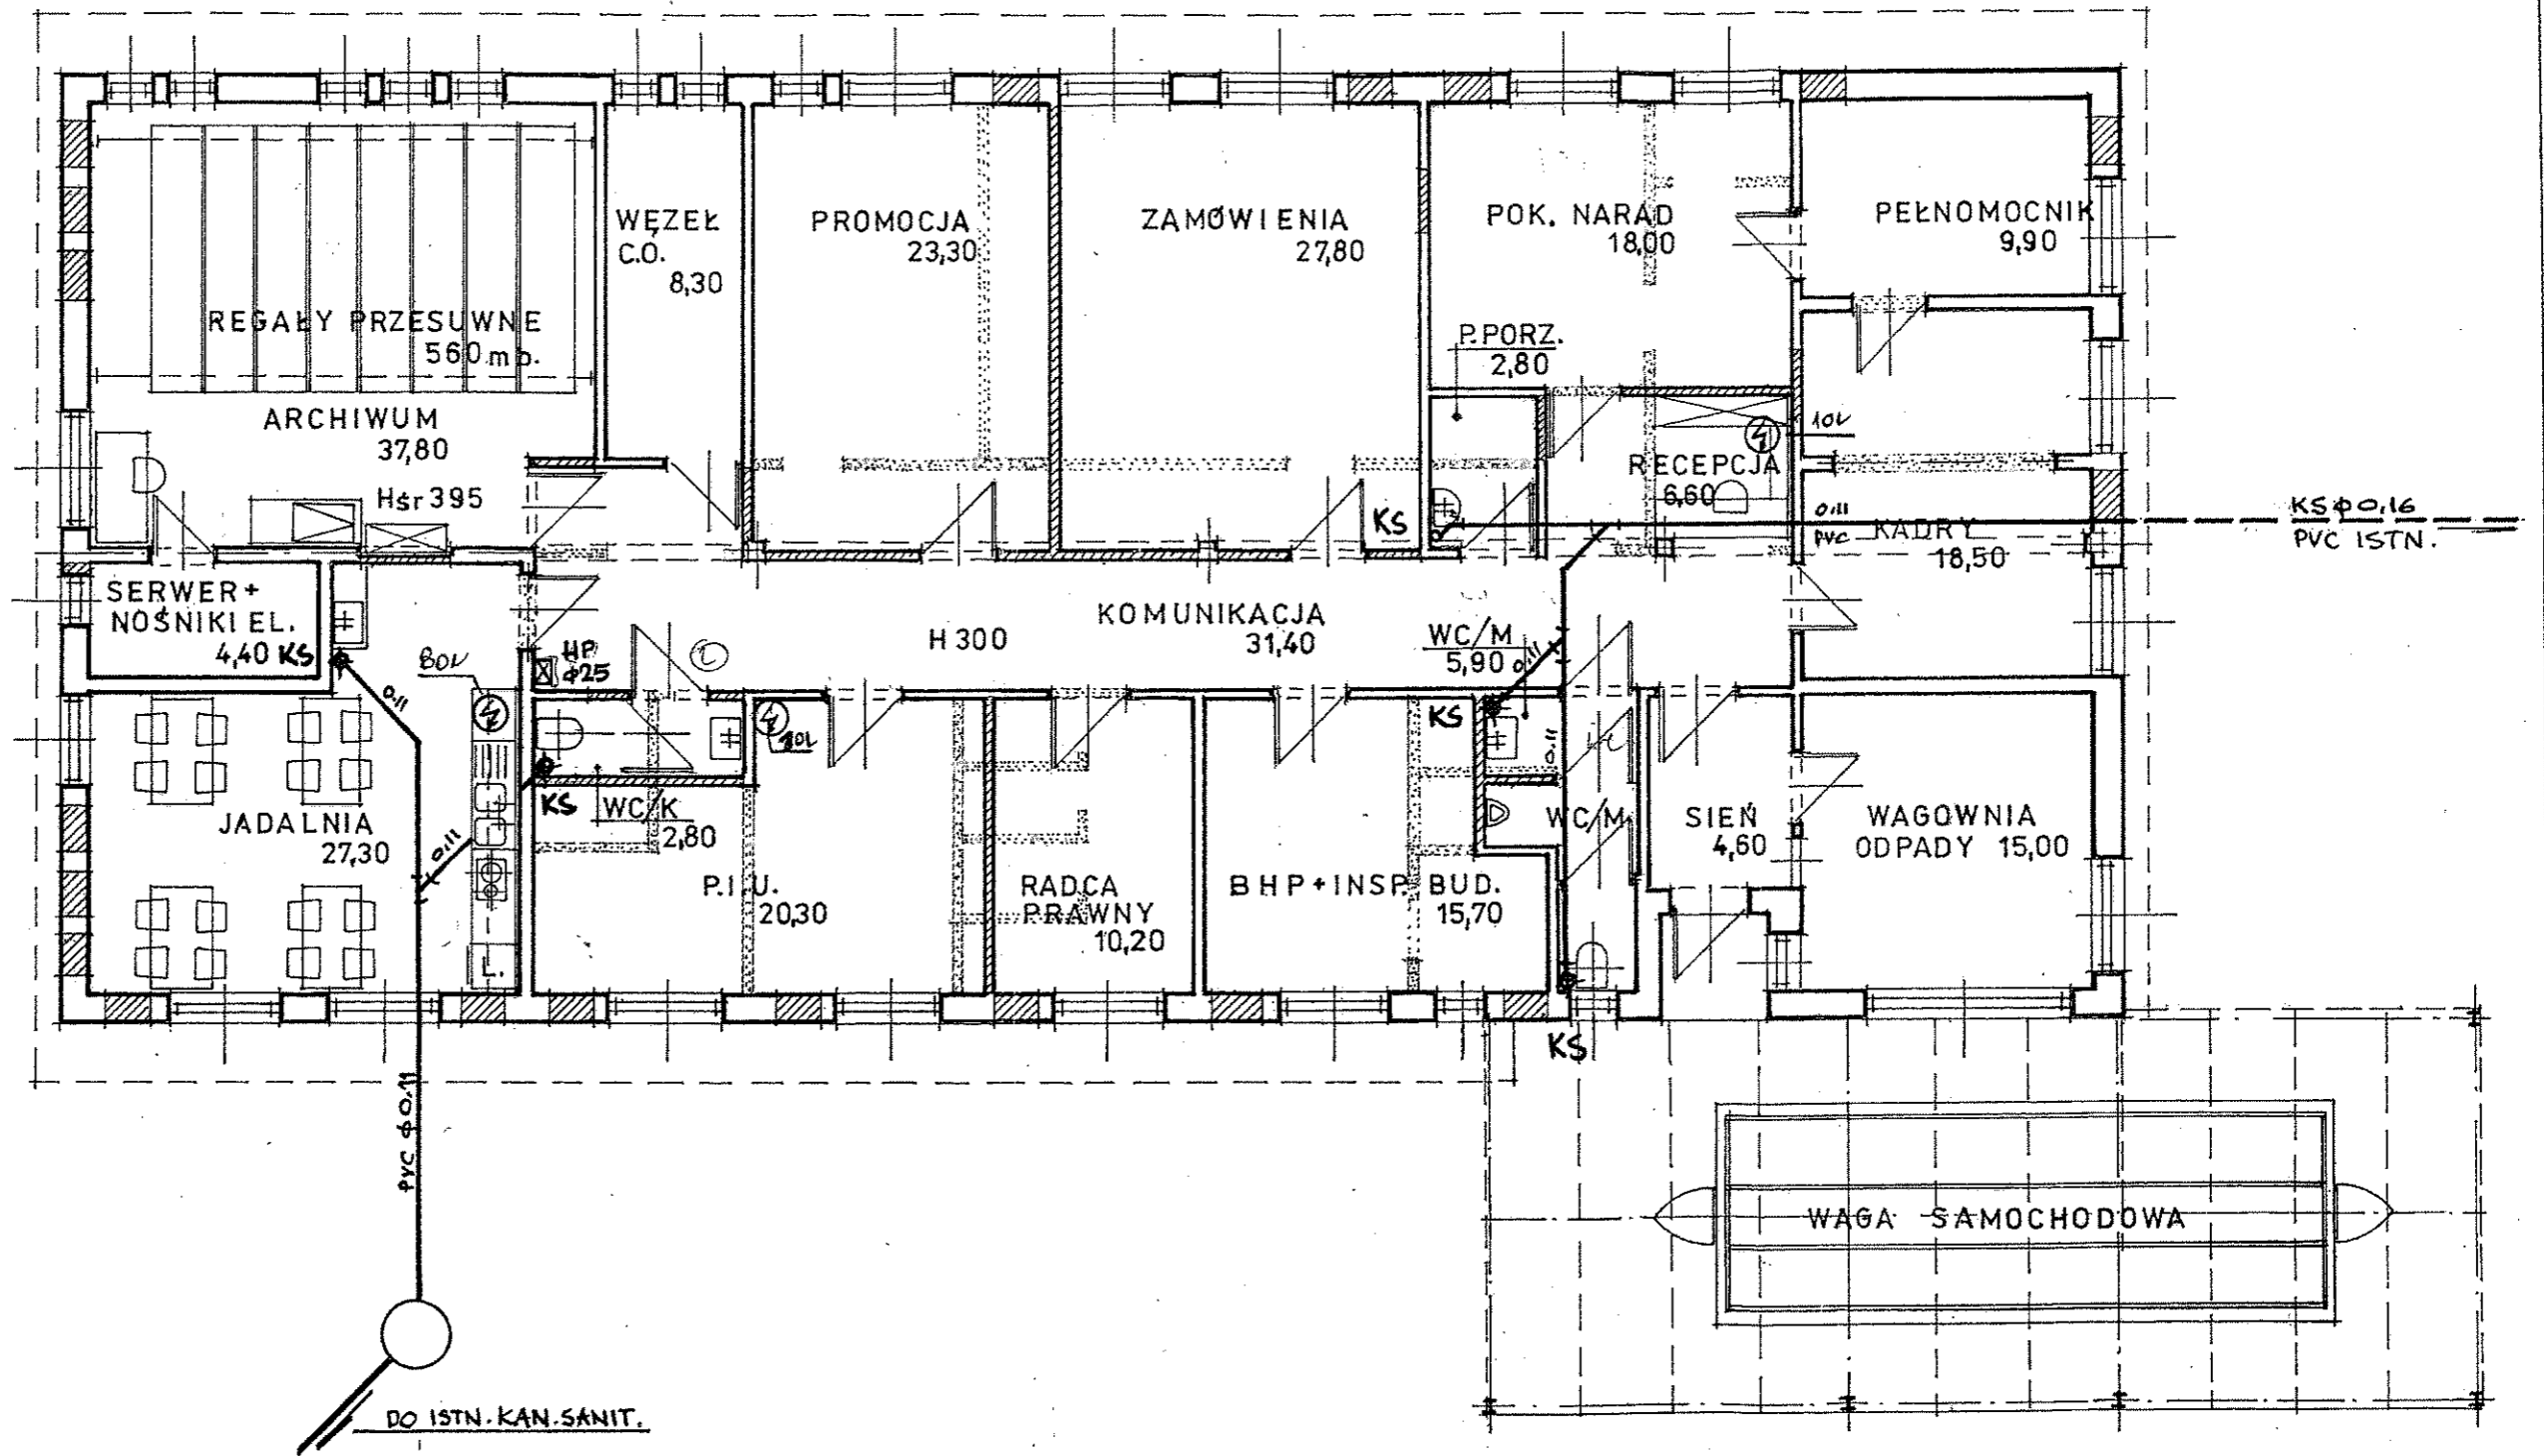 WĘZEŁ
C.O.
8,30
PROMOCJA
23,30
ZAMÓWIENIA
27,80
POK. NARAD
18,00
PEŁNOMOCNIK
9,90
REGAŁY PRZESUWNE
560 m b.
P.PORZ.
2,80
ARCHIWUM
37,80
Hśr 395
10L
RECEPCJA
6,60
KS
0.11
PVC
KADRY
18,50
KS ϕ 0,16
PVC ISTN.
SERWER+
NOŚNIKI EL.
4,40 KS
80L
HP
ϕ25
H 300
KOMUNIKACJA
31,40
WC/M
5,90
0.11
0.11
KS
10L
0.11
JADALNIA
27,30
0.11
KS
WC/K
2,80
WC/M
SIEŃ
4,60
WAGOWNIA
ODPADY 15,00
P.I.U.
20,30
RADCA
PRAWNY
10,20
BHP+INSP. BUD.
15,70
L.
KS
PVC ϕ 0.11
WAGA SAMOCHODOWA
DO ISTN. KAN. SANIT.